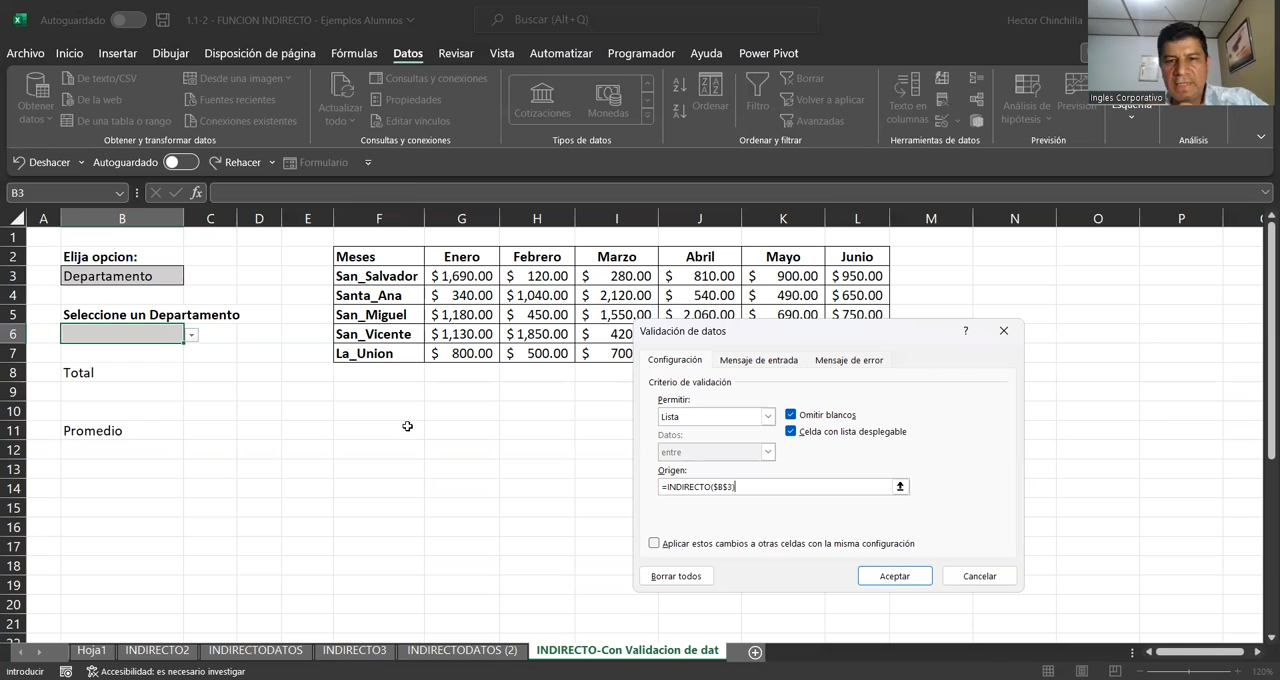 Autoguardado
1.1-2 - FUNCION INDIRECTO - Ejemplos Alumnos
Buscar (Alt+Q)
Hector Chinchilla
Archivo Inicio Insertar Dibujar Disposición de página Fórmulas Datos Revisar Vista Automatizar Programador Ayuda Power Pivot
Ingles Corporativo
Obtener datos
De texto/CSV
De la web
De una tabla o rango
Desde una imagen
Fuentes recientes
Conexiones existentes
Obtener y transformar datos
Actualizar todo
Consultas y conexiones
Propiedades
Editar vínculos
Consultas y conexiones
Cotizaciones
Monedas
Tipos de datos
Ordenar
Filtro
Borrar
Volver a aplicar
Avanzadas
Ordenar y filtrar
Texto en columnas
Herramientas de datos
Análisis de hipótesis
Previsión
Análisis
Deshacer Autoguardado Rehacer Formulario
B3
fx
A B C D E F G H I J K L M N O P
1
2 Elija opcion: Meses Enero Febrero Marzo Abril Mayo Junio
3 Departamento San_Salvador $ 1,690.00 $ 120.00 $ 280.00 $ 810.00 $ 900.00 $ 950.00
4 Santa_Ana $ 340.00 $ 1,040.00 $ 2,120.00 $ 540.00 $ 490.00 $ 650.00
5 Seleccione un Departamento San_Miguel $ 1,180.00 $ 450.00 $ 1,550.00 $ 2,060.00 $ 690.00 $ 750.00
6 San_Vicente $ 1,130.00 $ 1,850.00 $ 420
7 La_Union $ 800.00 $ 500.00 $ 700
8 Total
9
10
11 Promedio
12
13
14
15
16
17
18
19
20
21
Validación de datos
?
Configuración Mensaje de entrada Mensaje de error
Criterio de validación
Permitir:
Lista
Omitir blancos
Datos:
Celda con lista desplegable
entre
Origen:
=INDIRECTO($B$3)
Aplicar estos cambios a otras celdas con la misma configuración
Borrar todos Aceptar Cancelar
Hoja1 INDIRECTO2 INDIRECTODATOS INDIRECTO3 INDIRECTODATOS (2) INDIRECTO-Con Validacion de dat
Introducir
Accesibilidad: es necesario investigar
120%